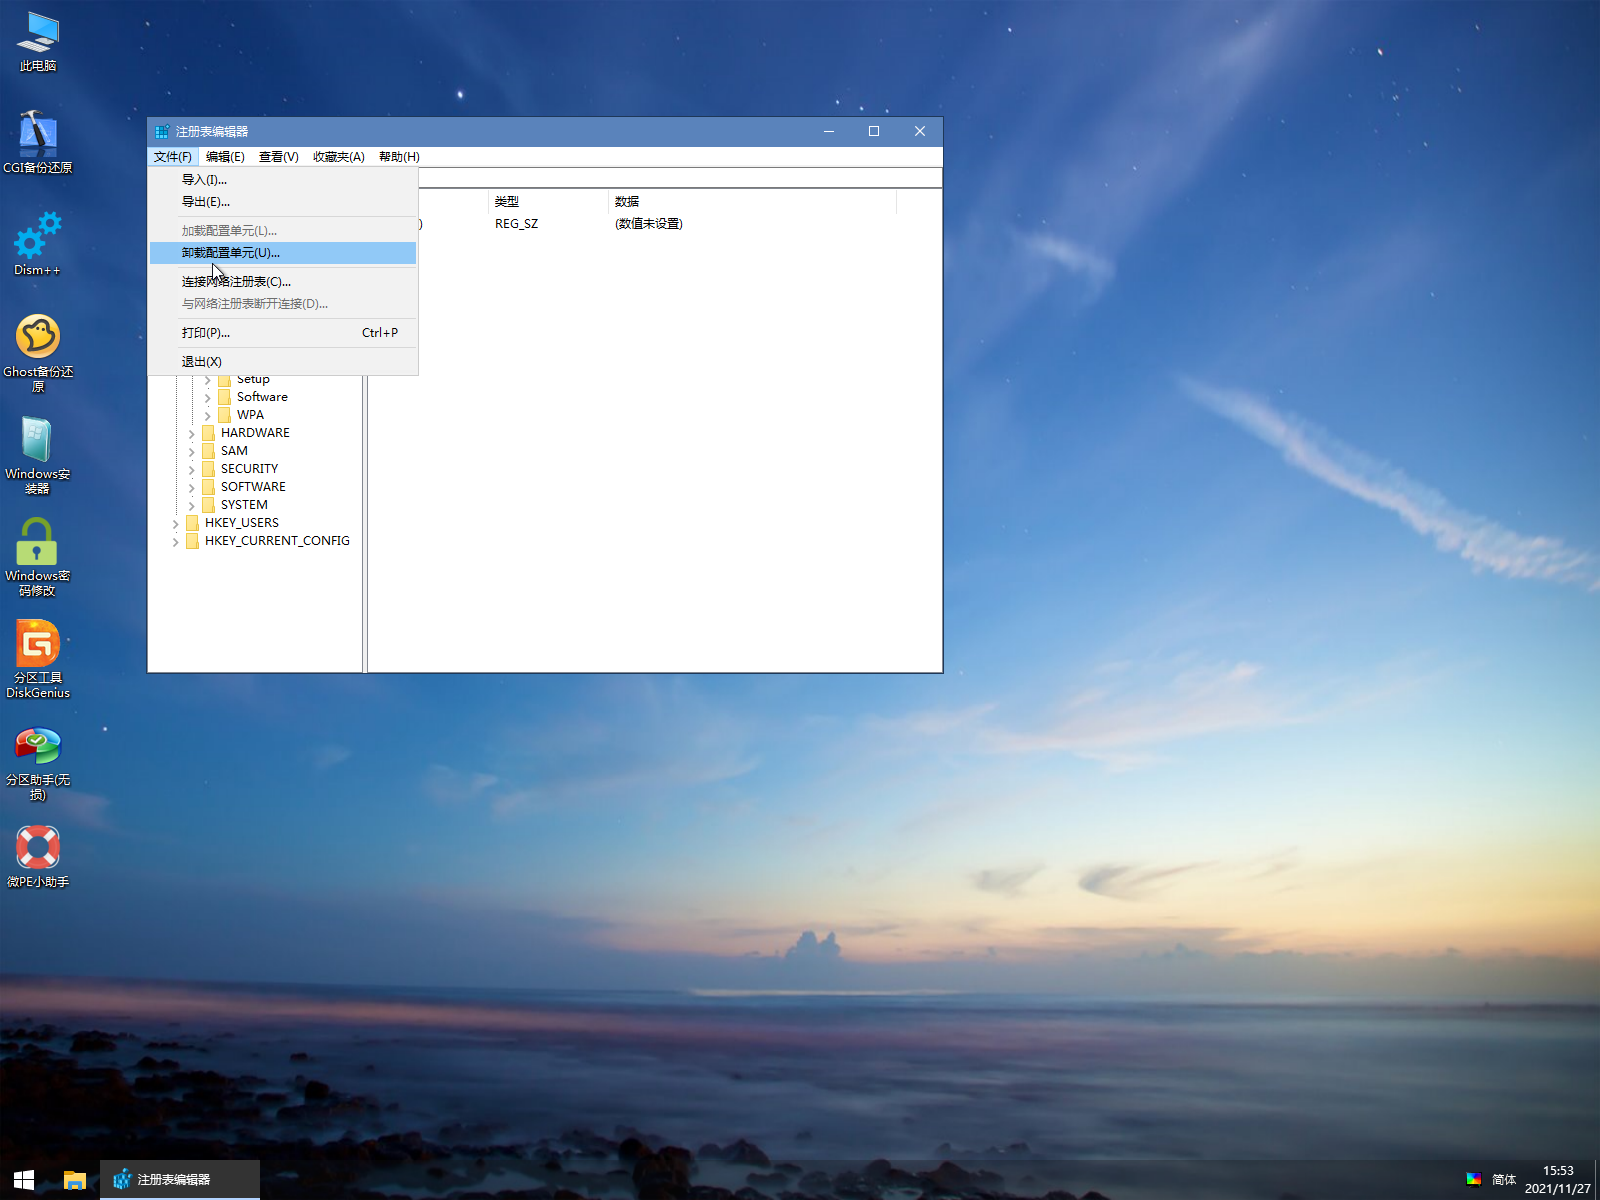 此电脑
CGI备份还原
Dism++
Ghost备份还
原
Windows安
装器
Windows密
码修改
分区工具
DiskGenius
分区助手(无
损)
微PE小助手
注册表编辑器
文件(F) 编辑(E) 查看(V) 收藏夹(A) 帮助(H)
导入(I)...
导出(E)...
加载配置单元(L)...
卸载配置单元(U)...
连接网络注册表(C)...
与网络注册表断开连接(D)...
打印(P)... Ctrl+P
退出(X)
类型 数据
) REG_SZ (数值未设置)
Setup
Software
WPA
HARDWARE
SAM
SECURITY
SOFTWARE
SYSTEM
HKEY_USERS
HKEY_CURRENT_CONFIG
注册表编辑器
简体
15:53
2021/11/27